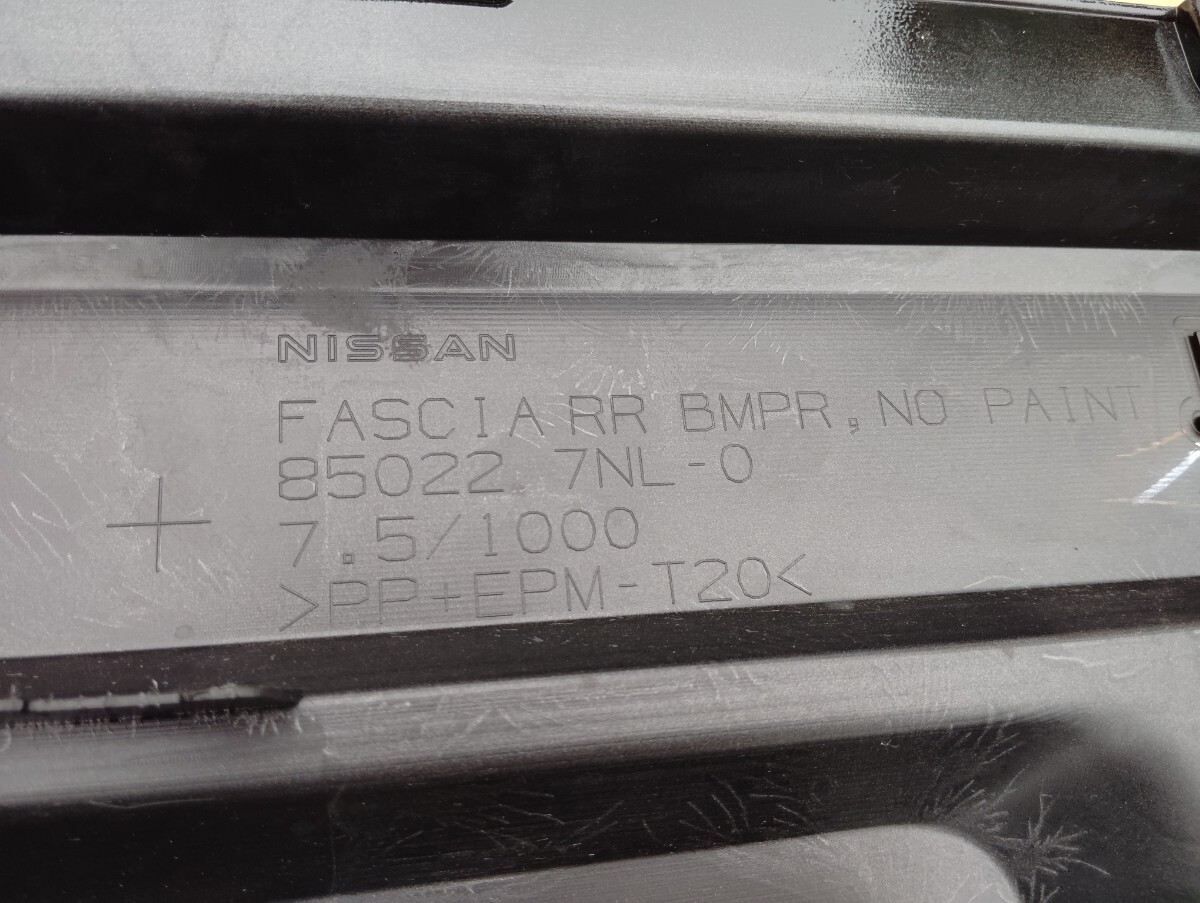 NISSAN
FASCIA RR BMPR, NO PAINT
85022 7NL-0
7.5/1000
>PP+EPM-T20<